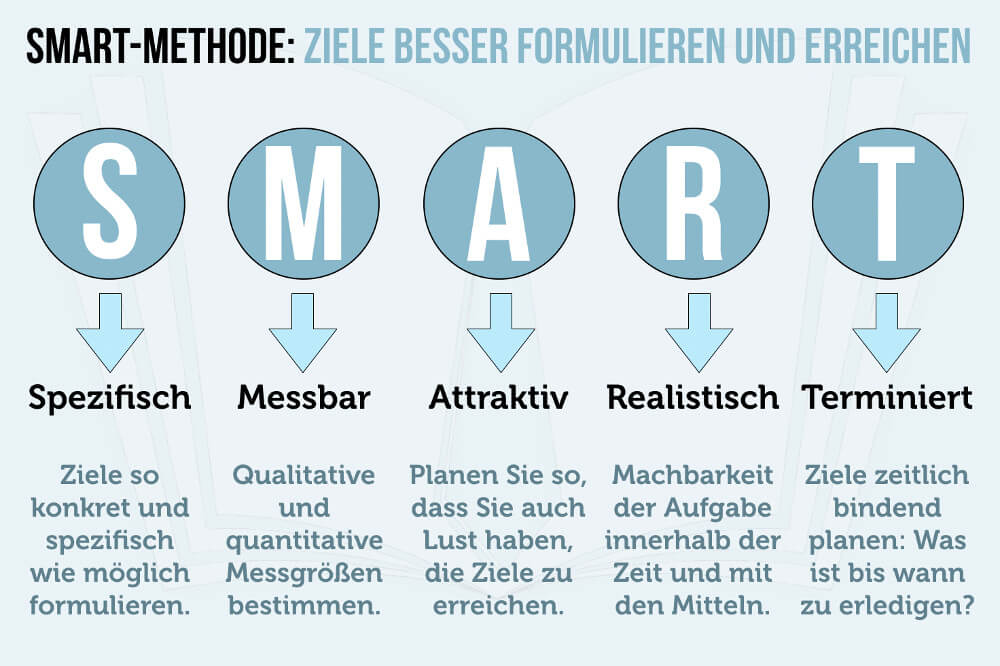 SMART-METHODE: ZIELE BESSER FORMULIEREN UND ERREICHEN
S M A R T
Spezifisch
Ziele so
konkret und
spezifisch
wie möglich
formulieren.
Messbar
Qualitative
und
quantitative
Messgrößen
bestimmen.
Attraktiv
Planen Sie so,
dass Sie auch
Lust haben,
die Ziele zu
erreichen.
Realistisch
Machbarkeit
der Aufgabe
innerhalb der
Zeit und mit
den Mitteln.
Terminiert
Ziele zeitlich
bindend
planen: Was
ist bis wann
zu erledigen?